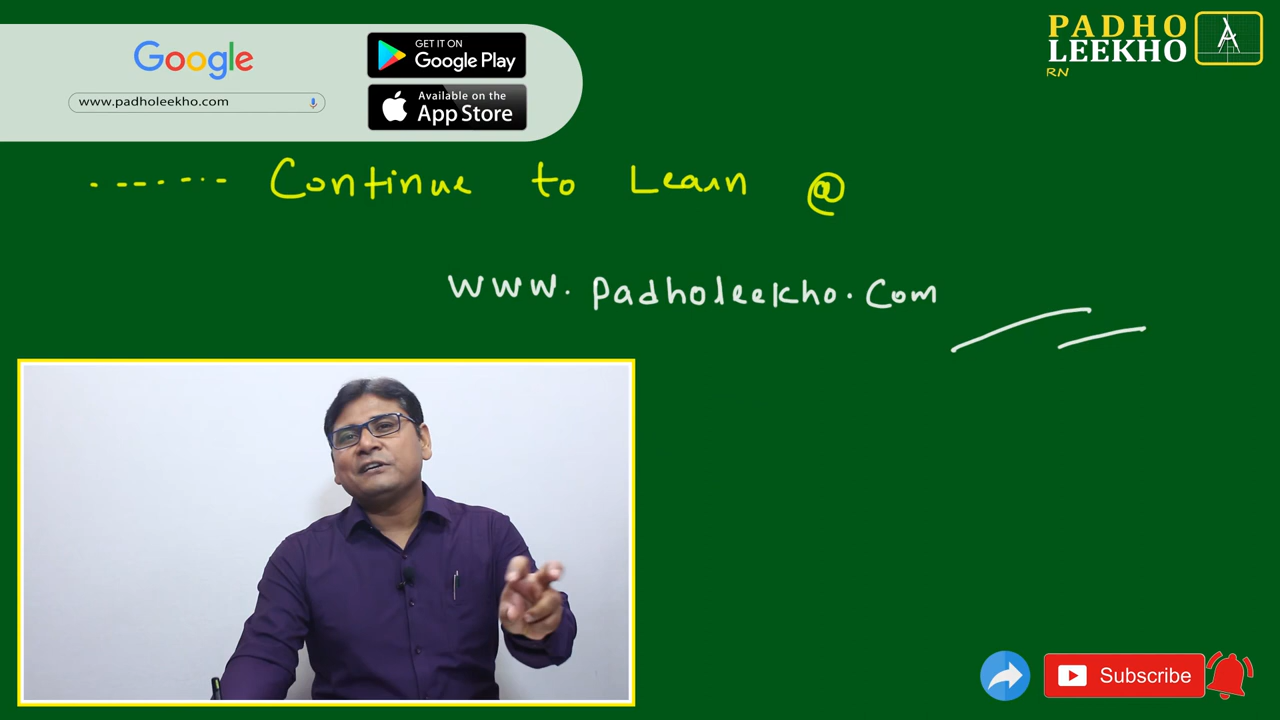 Google
www.padholeekho.com
GET IT ON
Google Play
Available on the
App Store
PADHO
LEEKHO
RN
------- Continue to Learn @
www.padholeekho.com
Subscribe